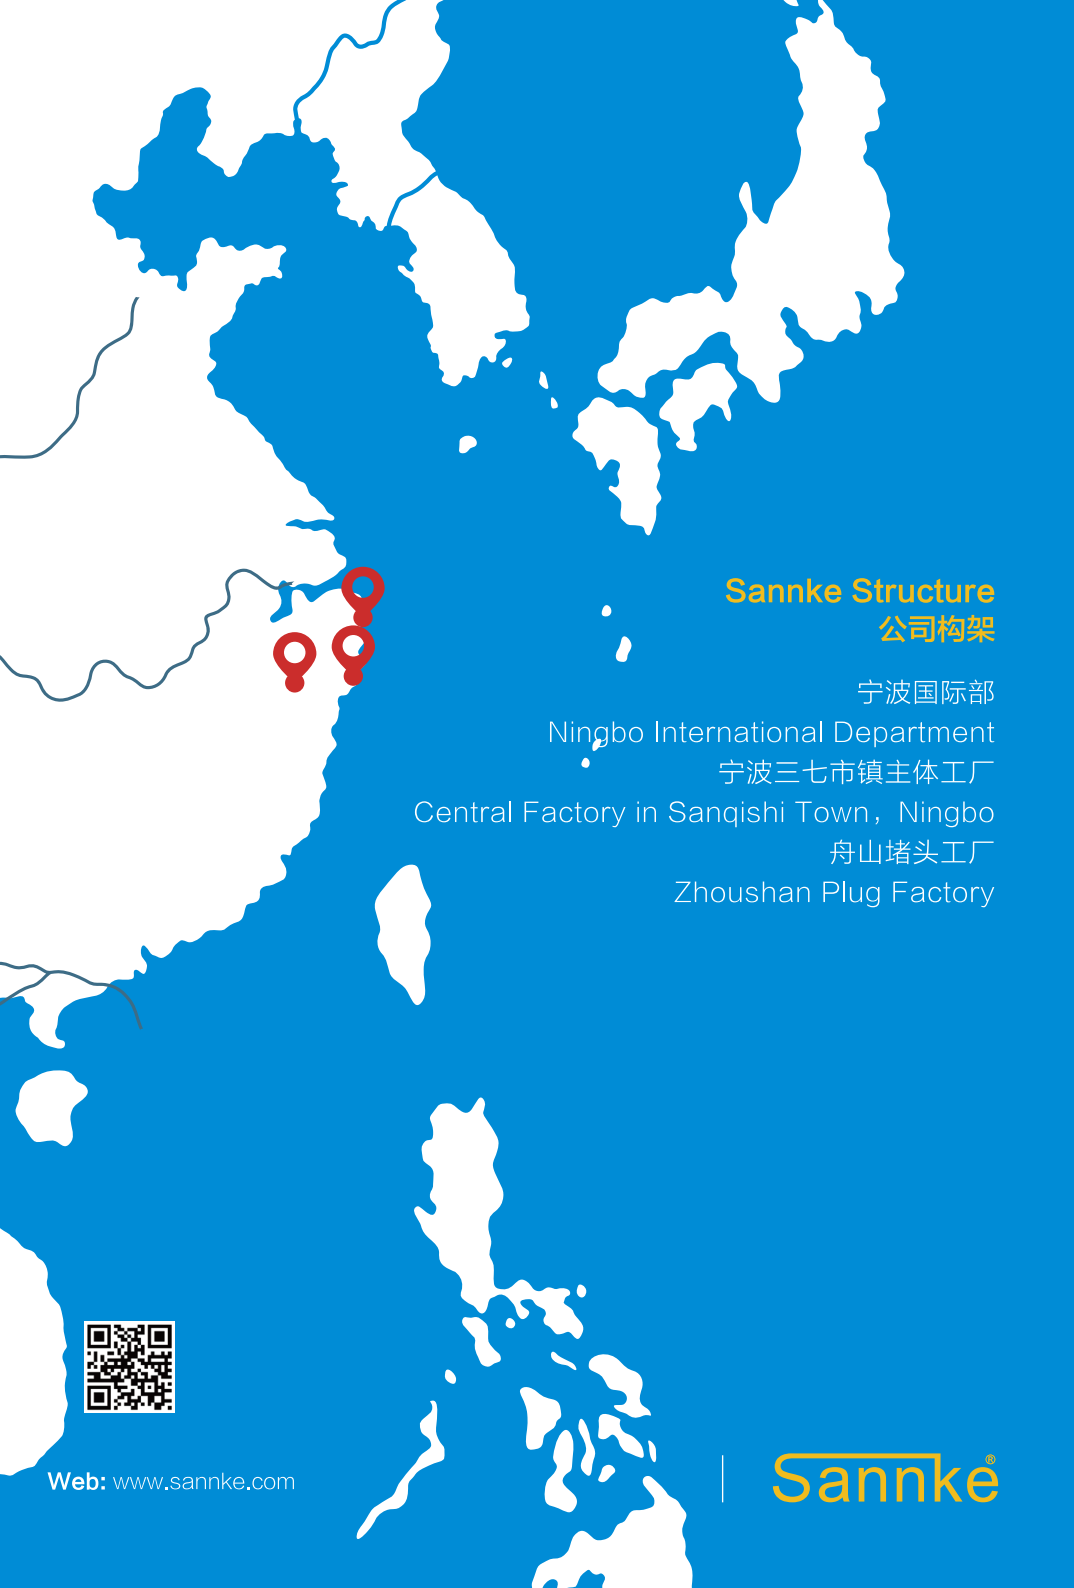 Sannke Structure
公司构架
宁波国际部
Ningbo International Department
宁波三七市镇主体工厂
Central Factory in Sanqishi Town，Ningbo
舟山堵头工厂
Zhoushan Plug Factory
Web: www.sannke.com
Sannke®